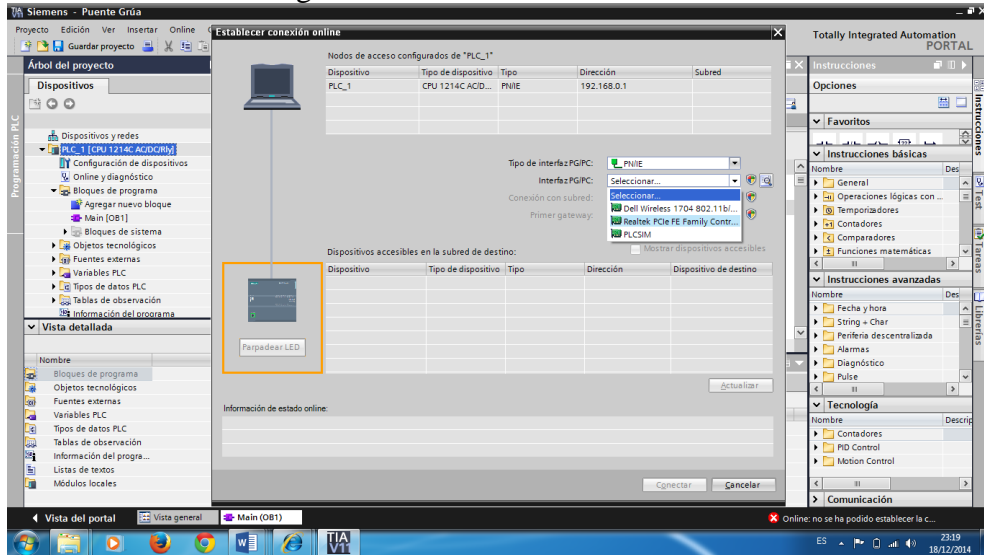 Siemens - Puente Grúa
Proyecto Edición Ver Insertar Online
Guardar proyecto
Totally Integrated Automation
PORTAL
Establecer conexión online
Árbol del proyecto
Dispositivos
Programación PLC
Dispositivos y redes
PLC_1 [CPU 1214C AC/DC/Rly]
Configuración de dispositivos
Online y diagnóstico
Bloques de programa
Agregar nuevo bloque
Main [OB1]
Bloques de sistema
Objetos tecnológicos
Fuentes externas
Variables PLC
Tipos de datos PLC
Tablas de observación
Información del programa
Vista detallada
Nombre
Bloques de programa
Objetos tecnológicos
Fuentes externas
Variables PLC
Tipos de datos PLC
Tablas de observación
Información del progra...
Listas de textos
Módulos locales
Nodos de acceso configurados de "PLC_1"
Dispositivo Tipo de dispositivo Tipo Dirección Subred
PLC_1 CPU 1214C AC/D... PN/IE 192.168.0.1
Tipo de interfaz PG/PC: PN/IE
Interfaz PG/PC: Seleccionar...
Conexión con subred: Seleccionar...
Dell Wireless 1704 802.11b/...
Primer gateway: Realtek PCIe FE Family Contr...
PLCSIM
Dispositivos accesibles en la subred de destino: Mostrar dispositivos accesibles
Dispositivo Tipo de dispositivo Tipo Dirección Dispositivo de destino
Parpadear LED
Actualizar
Información de estado online:
Conectar Cancelar
Instrucciones
Opciones
Favoritos
Instrucciones básicas
Nombre Des
General
Operaciones lógicas con ...
Temporizadores
Contadores
Comparadores
Funciones matemáticas
Instrucciones avanzadas
Nombre Des
Fecha y hora
String + Char
Periferia descentralizada
Alarmas
Diagnóstico
Pulse
Tecnología
Nombre Descrip
Contadores
PID Control
Motion Control
Comunicación
Instrucciones
Test
Tareas
Librerías
Vista del portal Vista general Main (OB1) Online: no se ha podido establecer la c...
TIA
V11
ES 23:19
18/12/2014